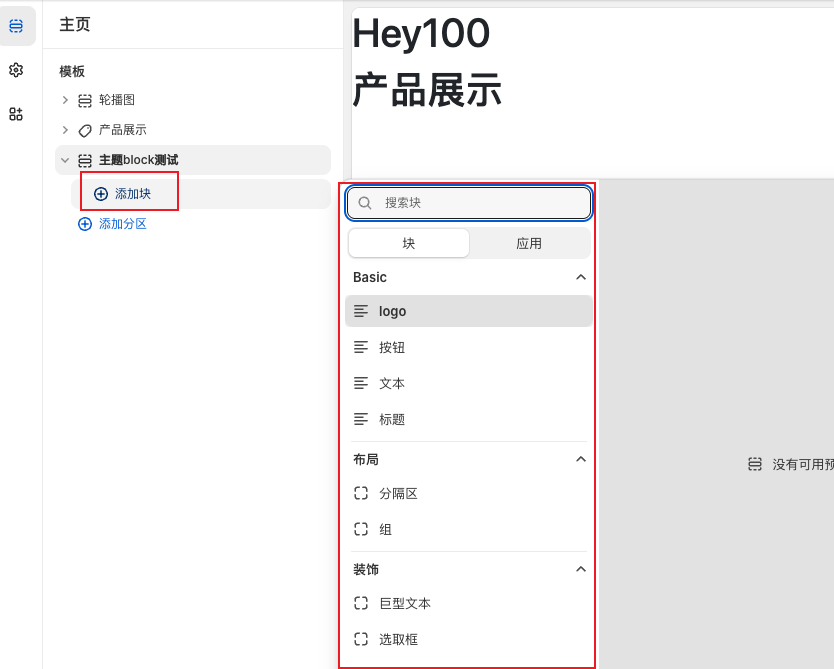 主页
模板
轮播图
产品展示
主题block测试
添加块
添加分区
Hey100
产品展示
搜索块
块
应用
Basic
logo
按钮
文本
标题
布局
分隔区
组
装饰
巨型文本
选取框
没有可用预